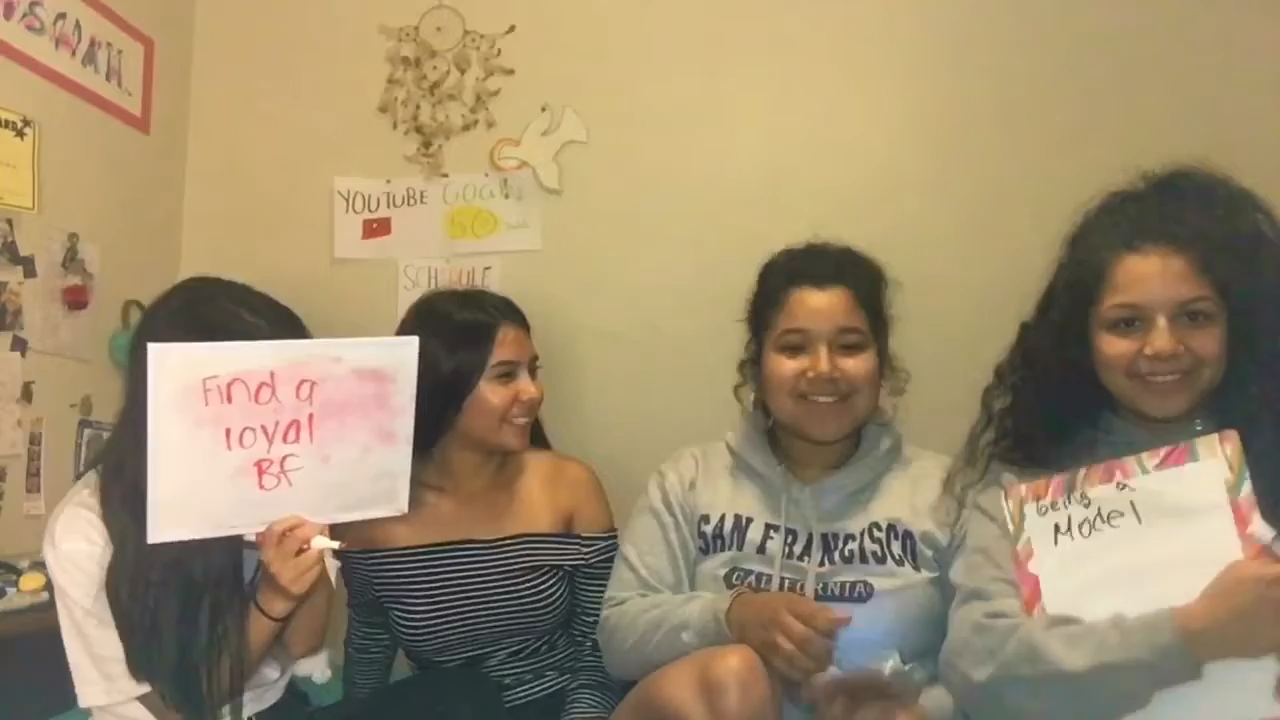 YOUTUBE GOALS
50
SCHEDULE
Find a
loyal
BF
SAN FRANCISCO
CALIFORNIA
being a
Model